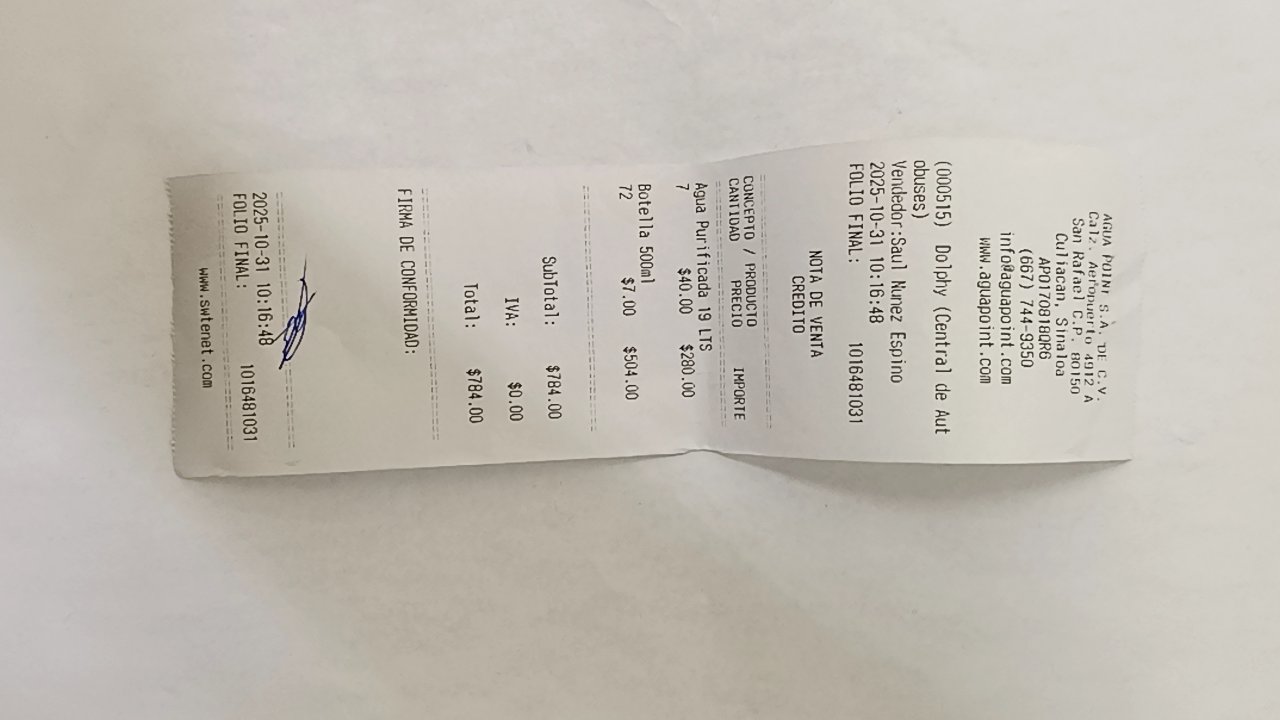 AGUA POINT S.A. DE C.V.
Calz. Aeropuerto 4912 A
San Rafael C.P. 80150
Culiacan, Sinaloa
APO170818QR6
(667) 744-9350
info@aguapoint.com
www.aguapoint.com
(000515) Dolphy (Central de Aut
obuses)
Vendedor:Saul Nunez Espino
2025-10-31 10:16:48
FOLIO FINAL: 1016481031
NOTA DE VENTA
CREDITO
CONCEPTO / PRODUCTO
CANTIDAD PRECIO IMPORTE
Agua Purificada 19 LTS
7 $40.00 $280.00
Botella 500ml
72 $7.00 $504.00
SubTotal: $784.00
IVA: $0.00
Total: $784.00
FIRMA DE CONFORMIDAD:
2025-10-31 10:16:48
FOLIO FINAL: 1016481031
www.swtenet.com